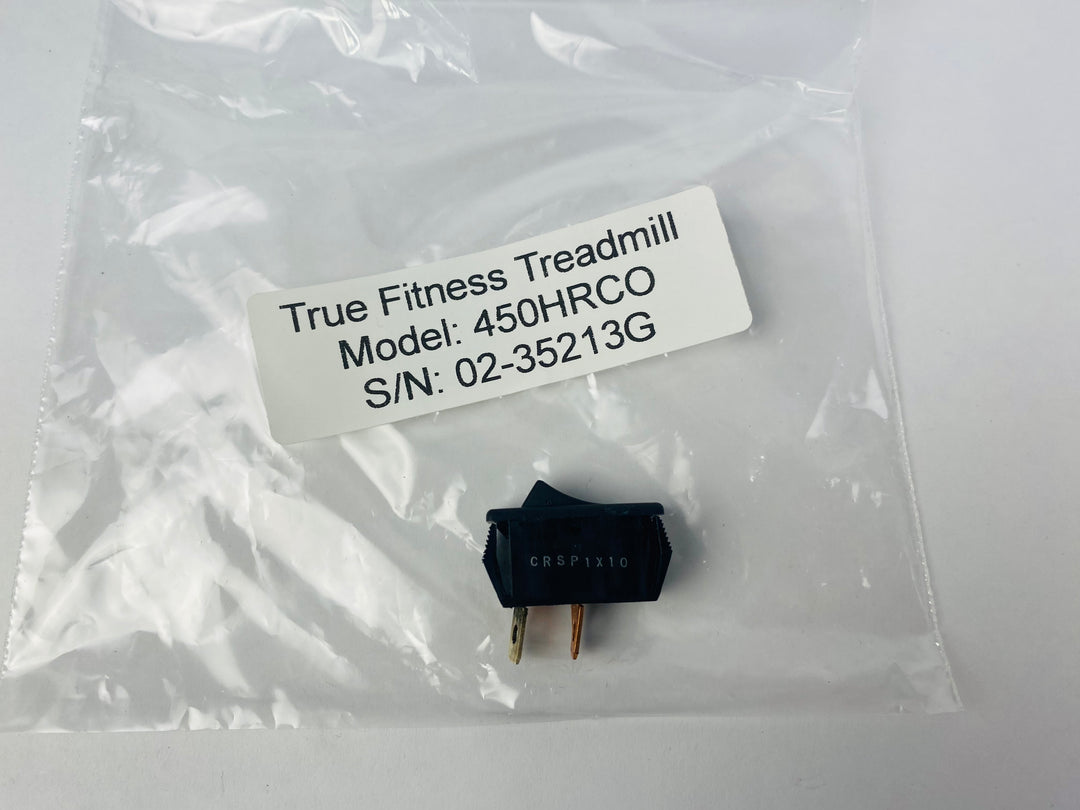 True Fitness Treadmill
Model: 450HRCO
S/N: 02-35213G
CRSP1X10